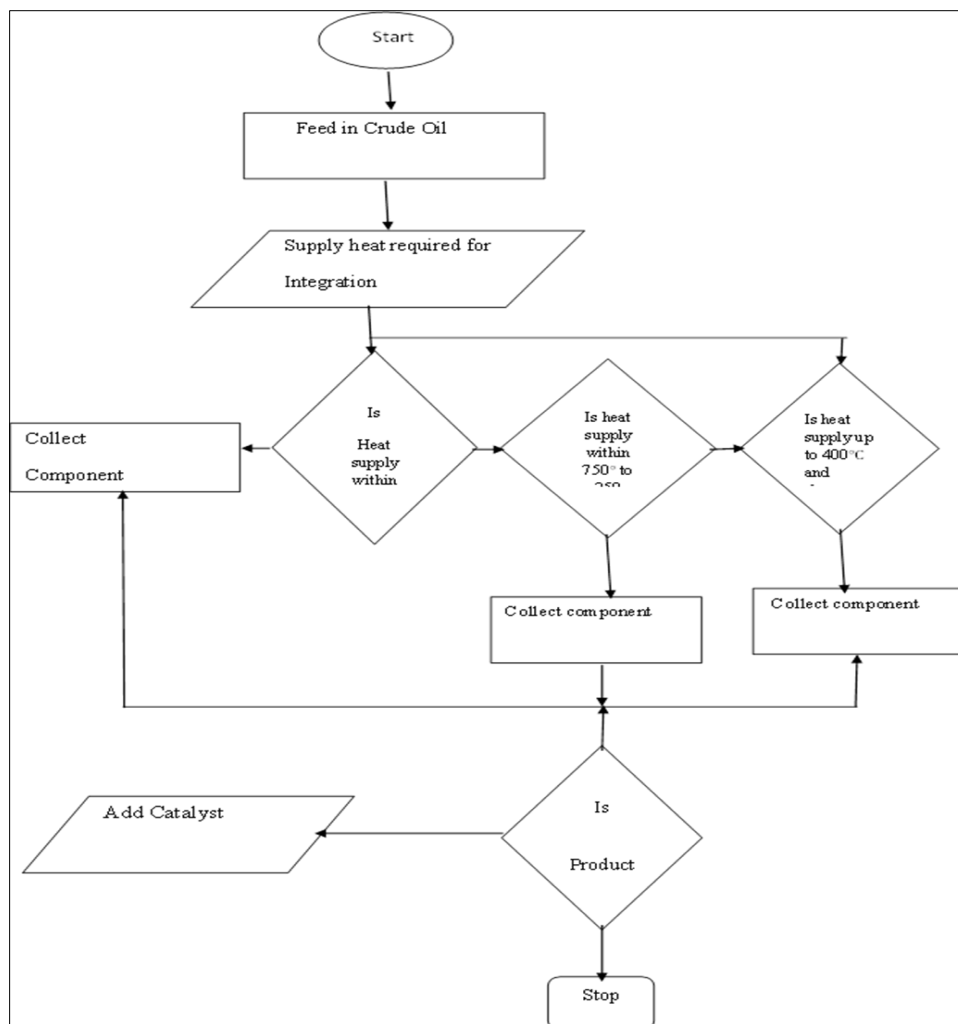 Start
Feed in Crude Oil
Supply heat required for
Integration
Is
Heat
supply
within
Is heat
supply
within
750° to
Is heat
supply up
to 400°C
and
Collect
Component
Collect component
Collect component
Add Catalyst
Is
Product
Stop